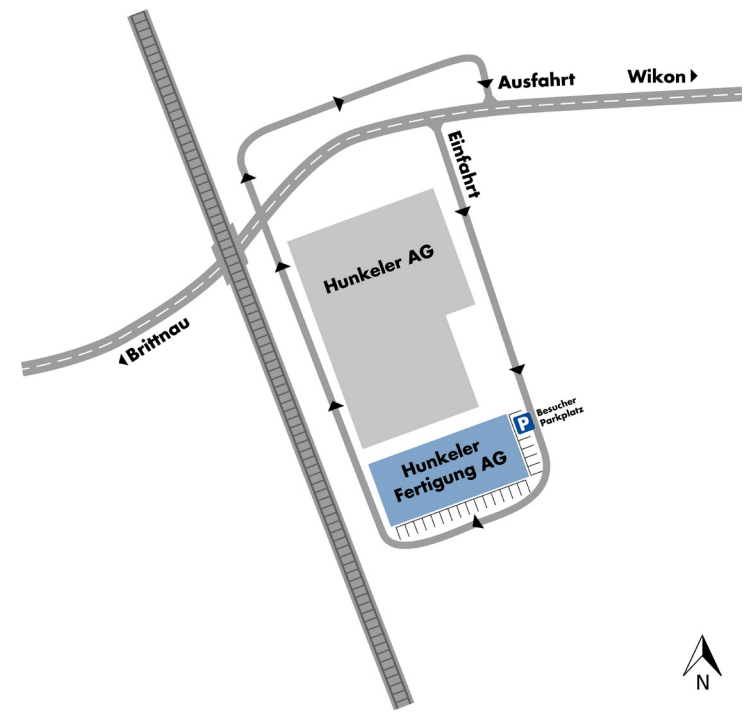 Ausfahrt
Wikon
Einfahrt
Hunkeler AG
Brittnau
P
Besucher
Parkplatz
Hunkeler
Fertigung AG
N